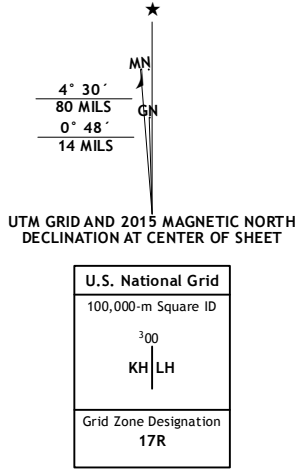 ★
MN
4° 30´
80 MILS
GN
0° 48´
14 MILS
UTM GRID AND 2015 MAGNETIC NORTH
DECLINATION AT CENTER OF SHEET
U.S. National Grid
100,000-m Square ID
³00
KH LH
Grid Zone Designation
17R